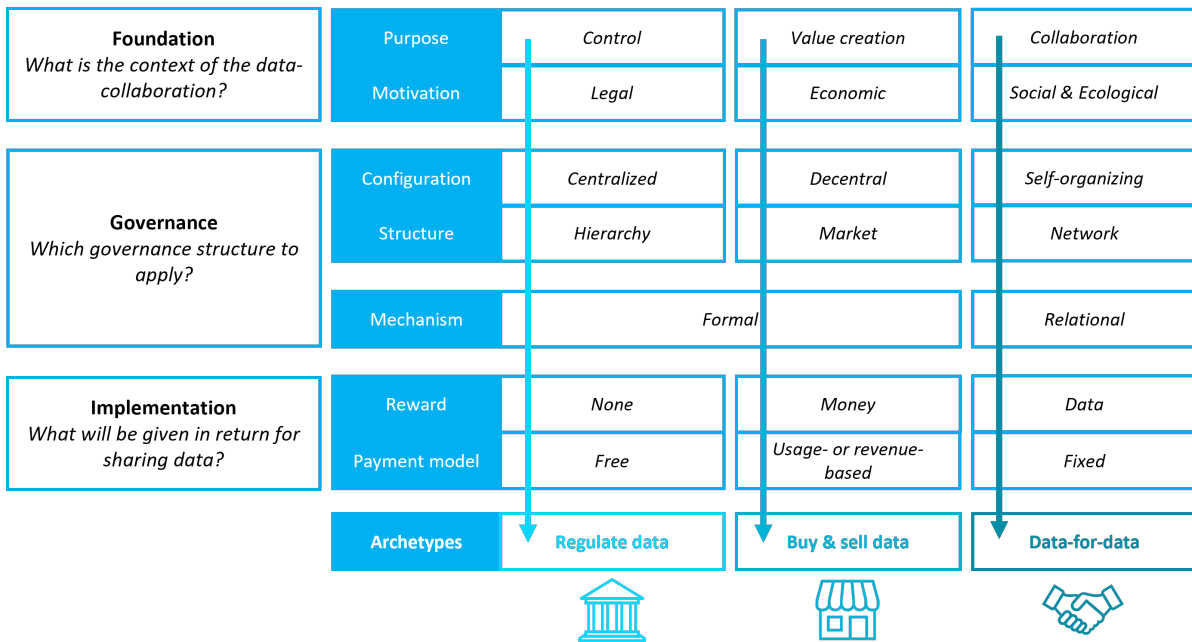 Foundation
What is the context of the data-
collaboration?
Purpose
Control
Value creation
Collaboration
Motivation
Legal
Economic
Social & Ecological
Governance
Which governance structure to
apply?
Configuration
Centralized
Decentral
Self-organizing
Structure
Hierarchy
Market
Network
Mechanism
Formal
Relational
Implementation
What will be given in return for
sharing data?
Reward
None
Money
Data
Payment model
Free
Usage- or revenue-
based
Fixed
Archetypes
Regulate data
Buy & sell data
Data-for-data